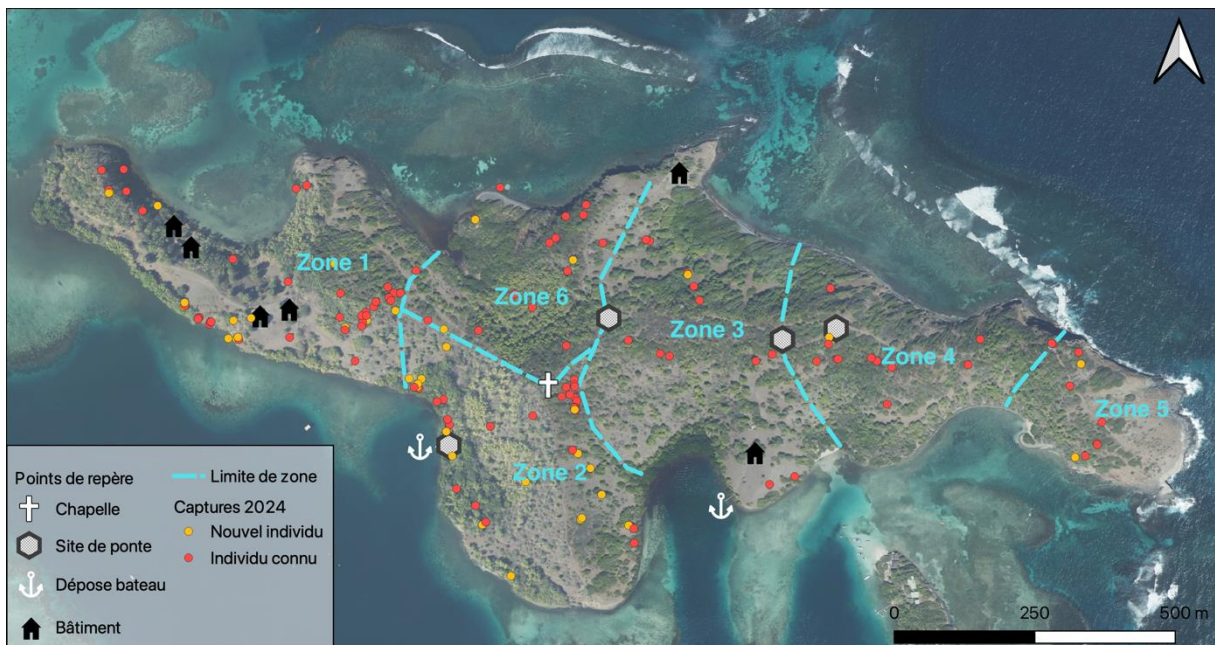 Zone 1
Zone 6
Zone 3
Zone 4
Zone 5
Zone 2
Points de repère
Chapelle
Site de ponte
Dépose bateau
Bâtiment
Limite de zone
Captures 2024
Nouvel individu
Individu connu
0 250 500 m